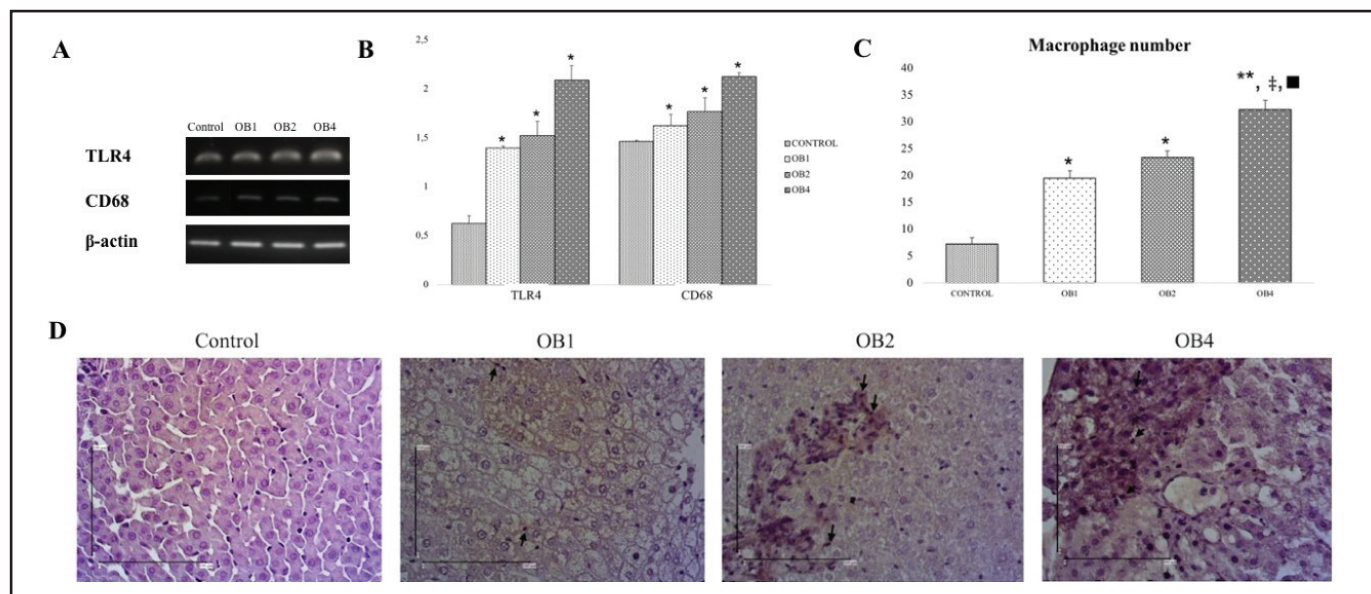 A
Control OB1 OB2 OB4
TLR4
CD68
β-actin
B
2,5
2
1,5
1
0,5
0
*
*
*
*
*
*
TLR4 CD68
CONTROL
OB1
OB2
OB4
C
Macrophage number
40
35
30
25
20
15
10
5
0
*
*
**, ‡, ■
CONTROL OB1 OB2 OB4
D
Control OB1 OB2 OB4